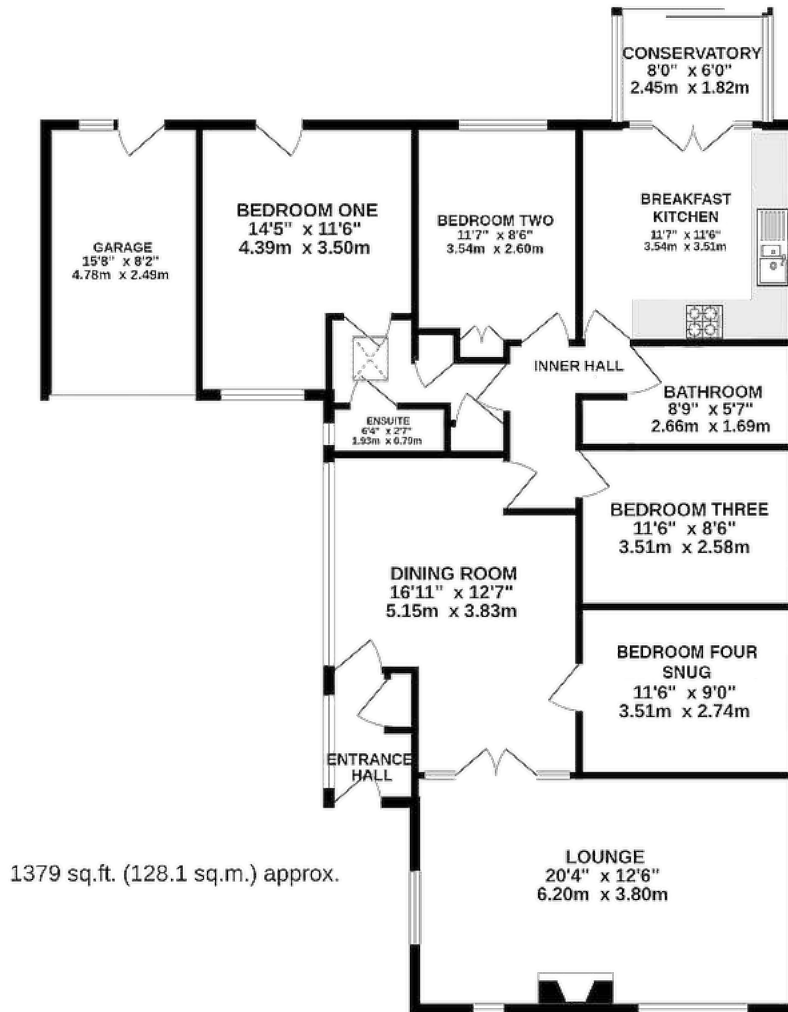 CONSERVATORY
8'0" x 6'0"
2.45m x 1.82m
BEDROOM ONE
14'5" x 11'6"
4.39m x 3.50m
BEDROOM TWO
11'7" x 8'6"
3.54m x 2.60m
BREAKFAST
KITCHEN
11'7" x 11'6"
3.54m x 3.51m
GARAGE
15'8" x 8'2"
4.78m x 2.49m
INNER HALL
BATHROOM
8'9" x 5'7"
2.66m x 1.69m
ENSUITE
6'4" x 2'7"
1.93m x 0.79m
BEDROOM THREE
11'6" x 8'6"
3.51m x 2.58m
DINING ROOM
16'11" x 12'7"
5.15m x 3.83m
BEDROOM FOUR
SNUG
11'6" x 9'0"
3.51m x 2.74m
ENTRANCE
HALL
LOUNGE
20'4" x 12'6"
6.20m x 3.80m
1379 sq.ft. (128.1 sq.m.) approx.